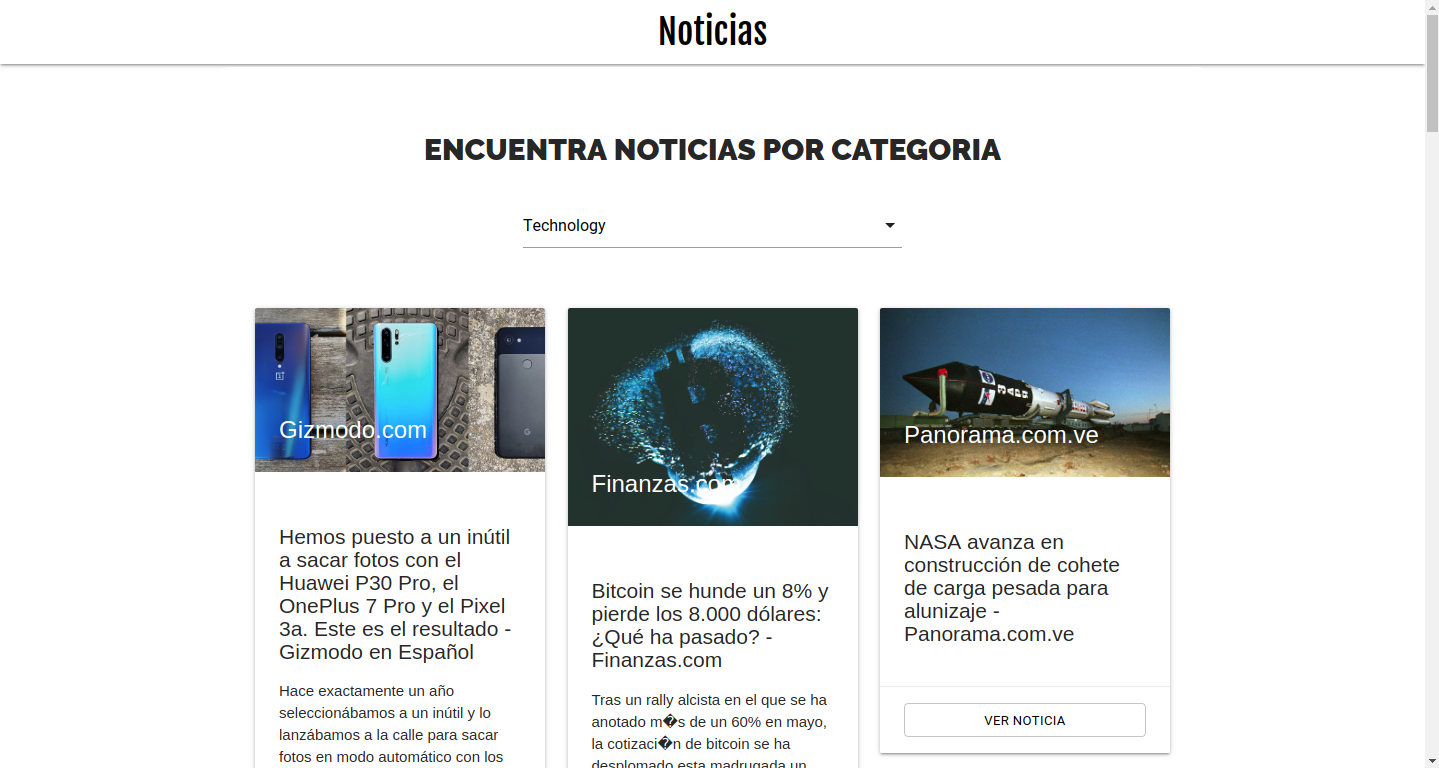 Noticias
ENCUENTRA NOTICIAS POR CATEGORIA
Technology
Gizmodo.com
Hemos puesto a un inútil
a sacar fotos con el
Huawei P30 Pro, el
OnePlus 7 Pro y el Pixel
3a. Este es el resultado -
Gizmodo en Español
Hace exactamente un año
seleccionábamos a un inútil y lo
lanzábamos a la calle para sacar
fotos en modo automático con los
Finanzas.com
Bitcoin se hunde un 8% y
pierde los 8.000 dólares:
¿Qué ha pasado? -
Finanzas.com
Tras un rally alcista en el que se ha
anotado m�s de un 60% en mayo,
la cotizaci�n de bitcoin se ha
desplomado esta madrugada un
ЗАРЯ
Panorama.com.ve
NASA avanza en
construcción de cohete
de carga pesada para
alunizaje -
Panorama.com.ve
VER NOTICIA